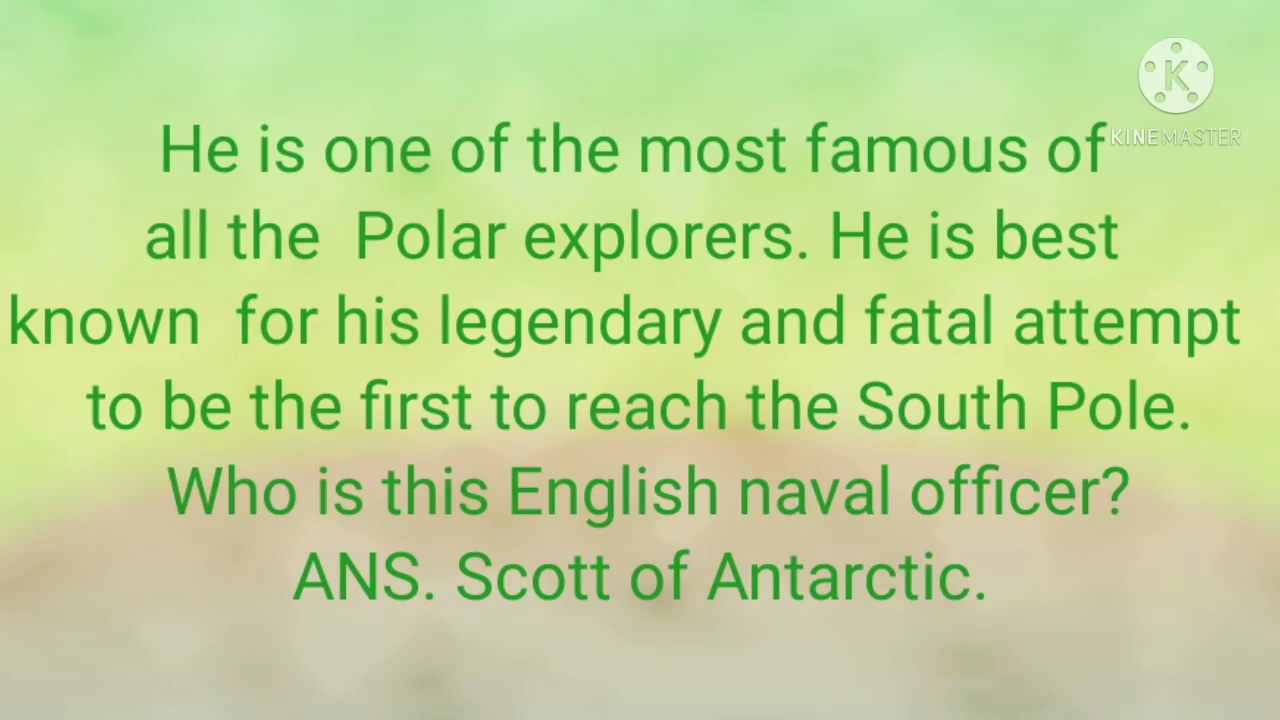 He is one of the most famous of
all the  Polar explorers. He is best
known  for his legendary and fatal attempt
to be the first to reach the South Pole.
Who is this English naval officer?
ANS. Scott of Antarctic.
K
KINEMASTER